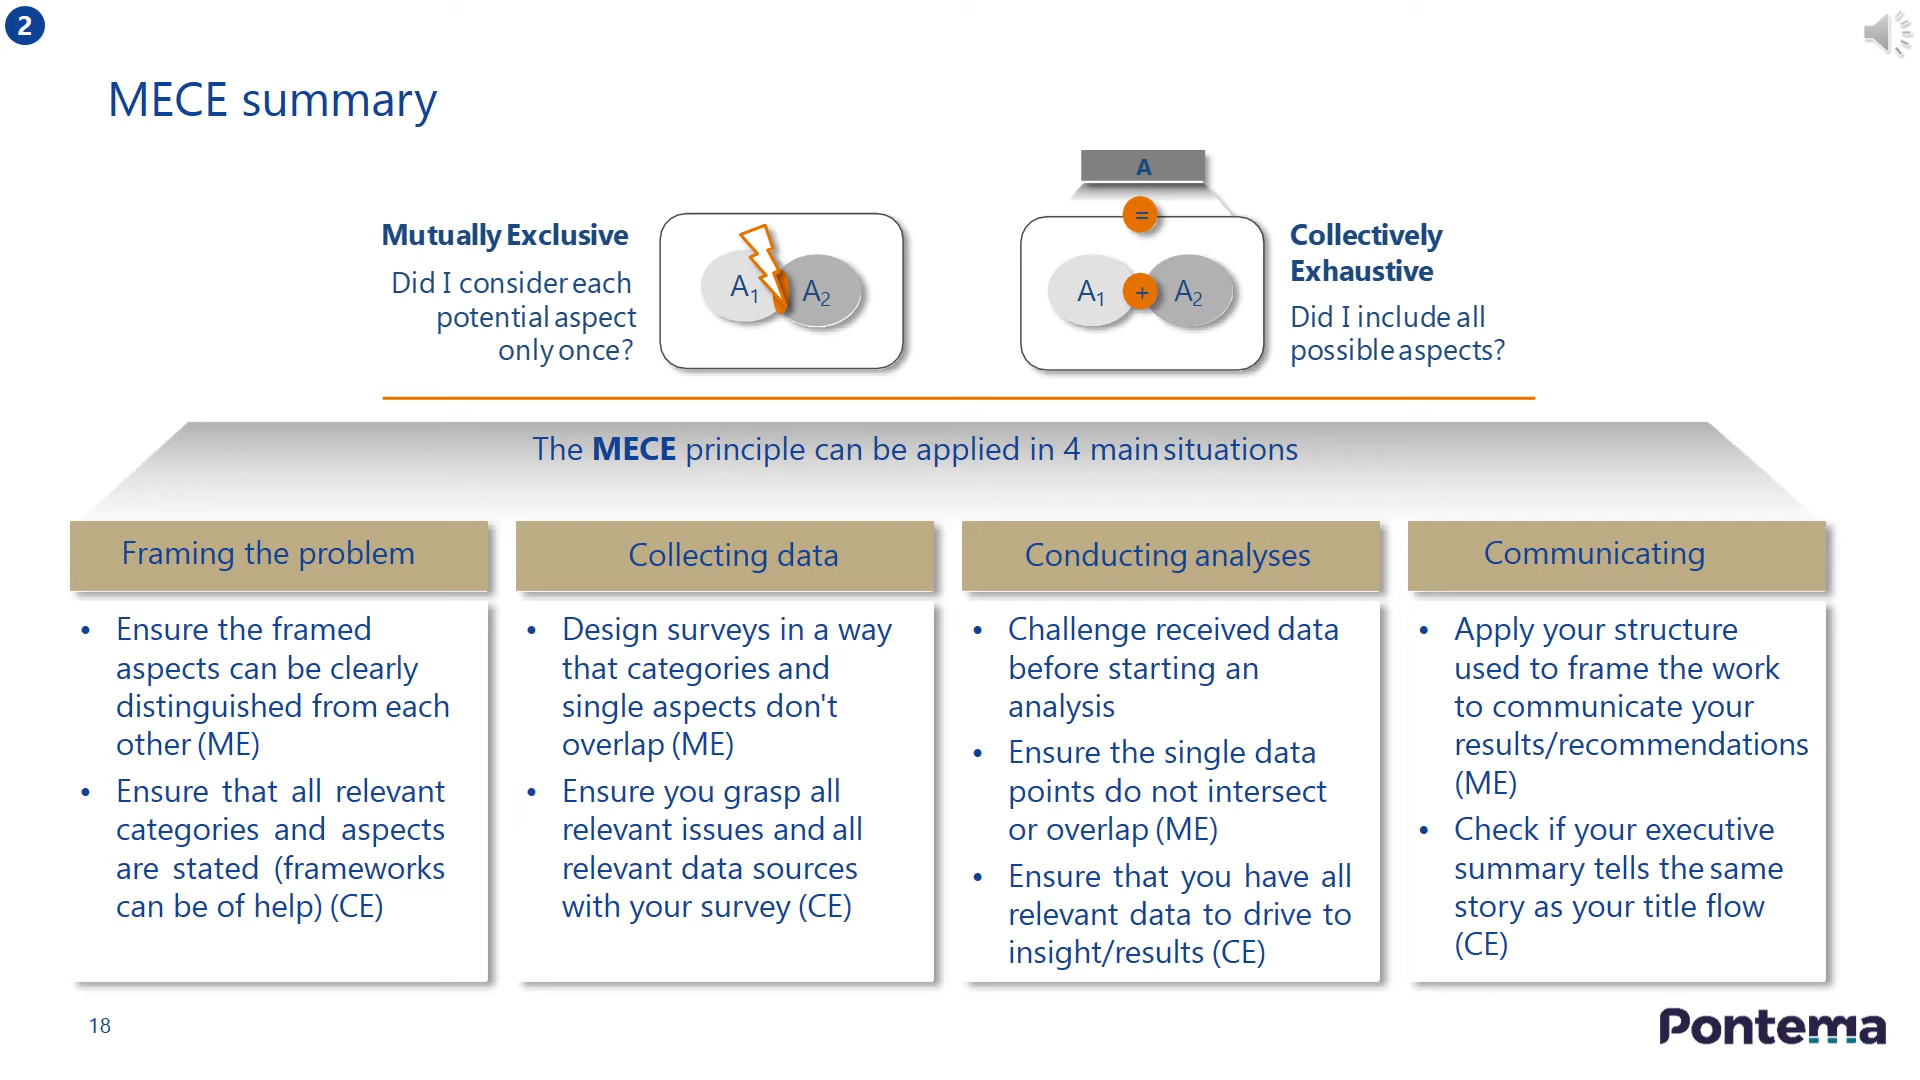 2
MECE summary
Mutually Exclusive
Did I consider each
potential aspect
only once?
A1
A2
A
=
A1
+
A2
Collectively
Exhaustive
Did I include all
possible aspects?
The MECE principle can be applied in 4 main situations
Framing the problem
• Ensure the framed
aspects can be clearly
distinguished from each
other (ME)
• Ensure that all relevant
categories and aspects
are stated (frameworks
can be of help) (CE)
Collecting data
• Design surveys in a way
that categories and
single aspects don't
overlap (ME)
• Ensure you grasp all
relevant issues and all
relevant data sources
with your survey (CE)
Conducting analyses
• Challenge received data
before starting an
analysis
• Ensure the single data
points do not intersect
or overlap (ME)
• Ensure that you have all
relevant data to drive to
insight/results (CE)
Communicating
• Apply your structure
used to frame the work
to communicate your
results/recommendations
(ME)
• Check if your executive
summary tells the same
story as your title flow
(CE)
18
Pontema